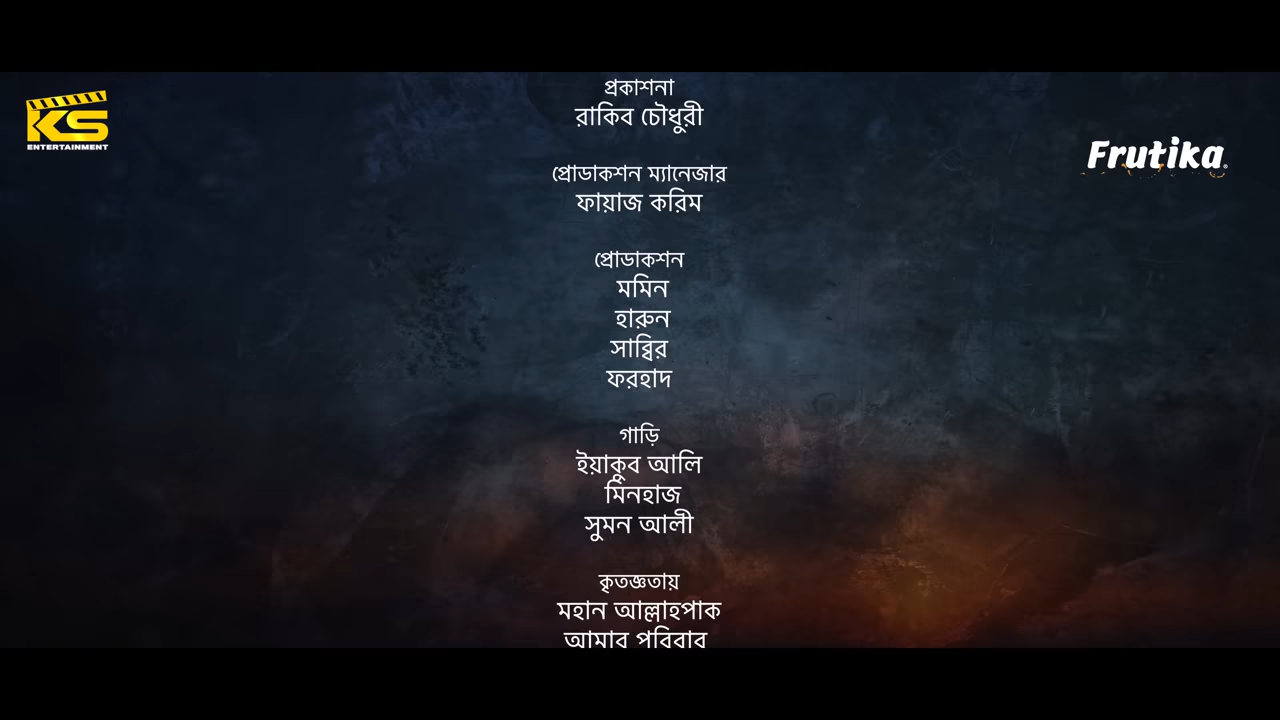 প্রকাশনা
রাকিব চৌধুরী
KS
ENTERTAINMENT
Frutika
প্রোডাকশন ম্যানেজার
ফায়াজ করিম
প্রোডাকশন
মমিন
হারুন
সাব্বির
ফরহাদ
গাড়ি
ইয়াকুব আলি
মিনহাজ
সুমন আলী
কৃতজ্ঞতায়
মহান আল্লাহপাক
আমার পরিবার